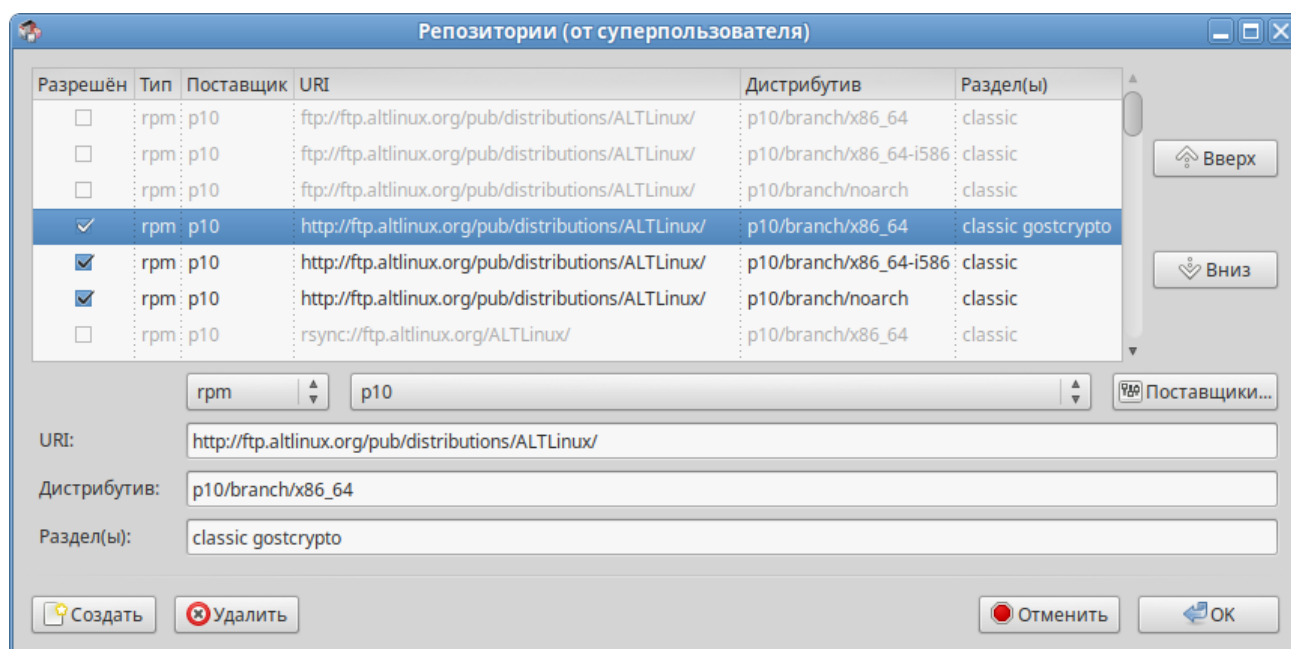 Репозитории (от суперпользователя)
Разрешён Тип Поставщик URI Дистрибутив Раздел(ы)
rpm p10 ftp://ftp.altlinux.org/pub/distributions/ALTLinux/ p10/branch/x86_64 classic
rpm p10 ftp://ftp.altlinux.org/pub/distributions/ALTLinux/ p10/branch/x86_64-i586 classic
Вверх
rpm p10 ftp://ftp.altlinux.org/pub/distributions/ALTLinux/ p10/branch/noarch classic
rpm p10 http://ftp.altlinux.org/pub/distributions/ALTLinux/ p10/branch/x86_64 classic gostcrypto
rpm p10 http://ftp.altlinux.org/pub/distributions/ALTLinux/ p10/branch/x86_64-i586 classic
Вниз
rpm p10 http://ftp.altlinux.org/pub/distributions/ALTLinux/ p10/branch/noarch classic
rpm p10 rsync://ftp.altlinux.org/ALTLinux/ p10/branch/x86_64 classic
rpm p10 Поставщики...
URI: http://ftp.altlinux.org/pub/distributions/ALTLinux/
Дистрибутив: p10/branch/x86_64
Раздел(ы): classic gostcrypto
Создать Удалить Отменить OK